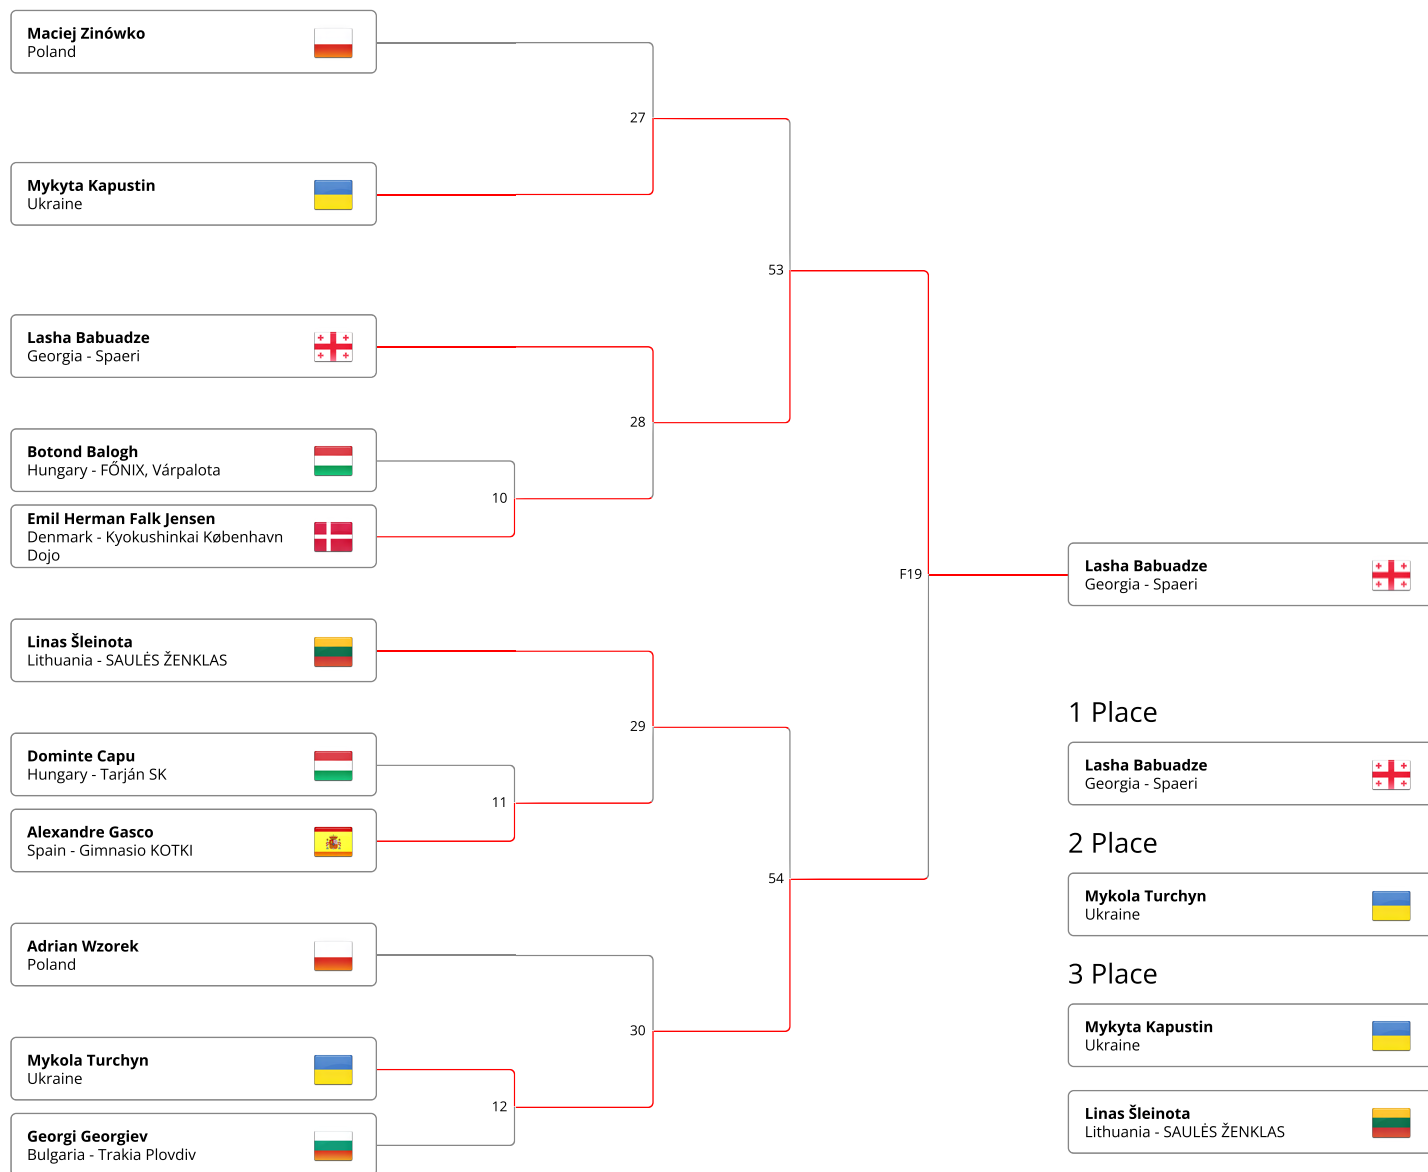 Maciej Zinówko
Poland
27
Mykyta Kapustin
Ukraine
53
Lasha Babuadze
Georgia - Spaeri
28
Botond Balogh
Hungary - FŐNIX, Várpalota
10
Emil Herman Falk Jensen
Denmark - Kyokushinkai København
Dojo
F19
Lasha Babuadze
Georgia - Spaeri
Linas Šleinota
Lithuania - SAULĖS ŽENKLAS
29
Dominte Capu
Hungary - Tarján SK
11
Alexandre Gasco
Spain - Gimnasio KOTKI
54
Adrian Wzorek
Poland
30
Mykola Turchyn
Ukraine
12
Georgi Georgiev
Bulgaria - Trakia Plovdiv
1 Place
Lasha Babuadze
Georgia - Spaeri
2 Place
Mykola Turchyn
Ukraine
3 Place
Mykyta Kapustin
Ukraine
Linas Šleinota
Lithuania - SAULĖS ŽENKLAS